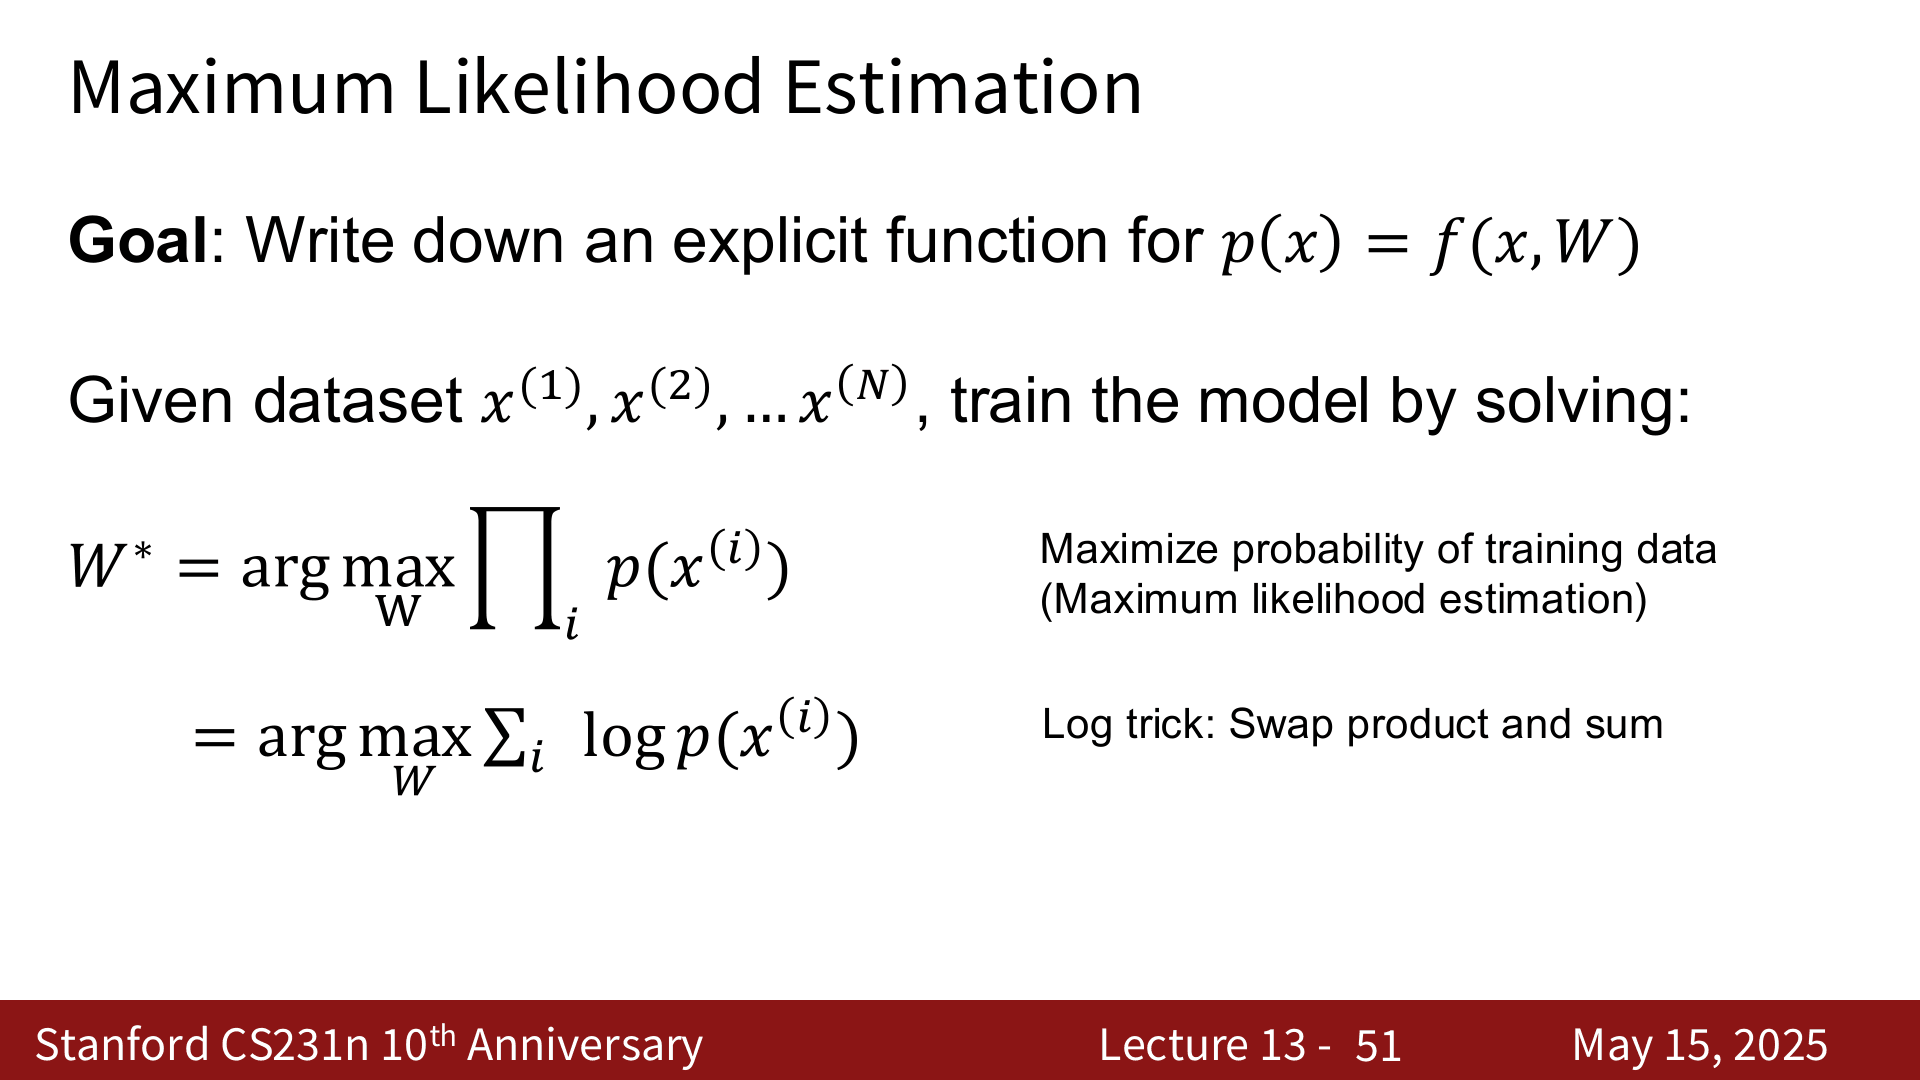 Maximum Likelihood Estimation
Goal: Write down an explicit function for p(x) = f(x, W)
Given dataset x^(1), x^(2), … x^(N), train the model by solving:
W* = arg max_W ∏_i p(x^(i))
Maximize probability of training data
(Maximum likelihood estimation)
= arg max_W ∑_i log p(x^(i))
Log trick: Swap product and sum
Stanford CS231n 10th Anniversary
Lecture 13 - 51
May 15, 2025